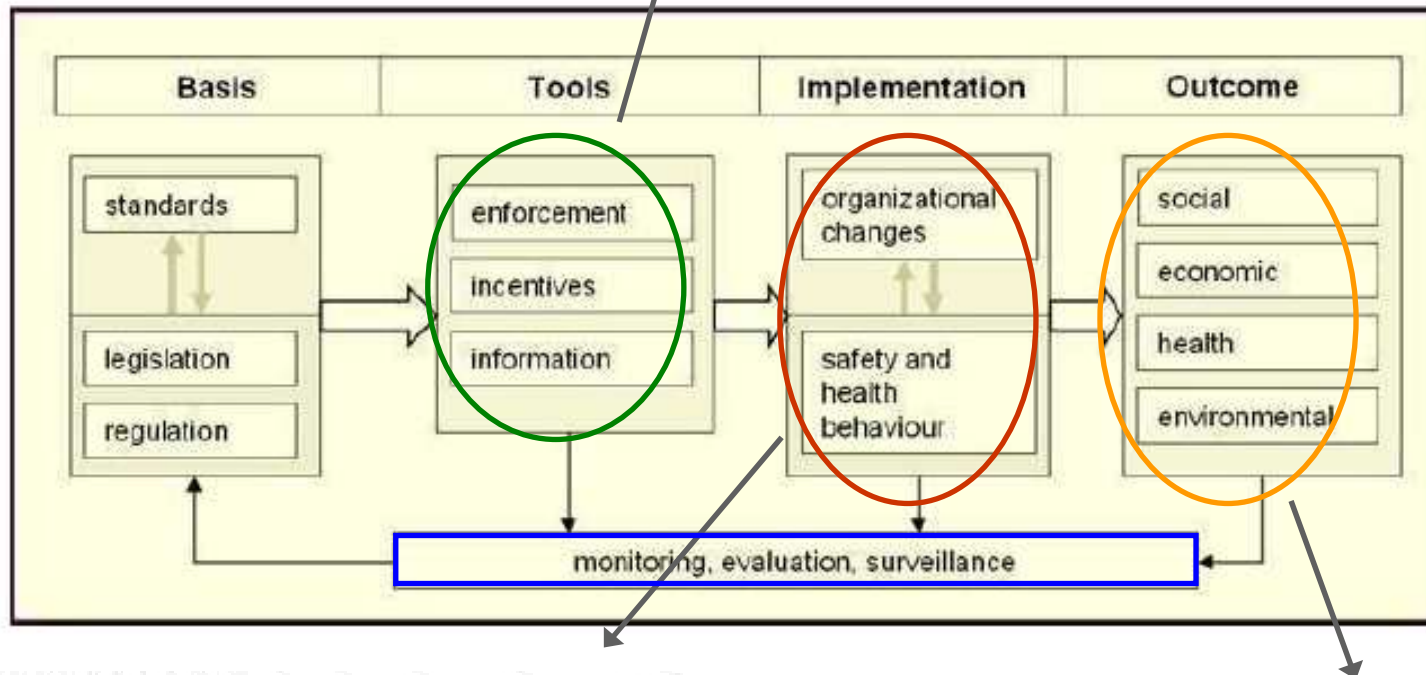 Basis
Tools
Implementation
Outcome
standards
legislation
regulation
enforcement
incentives
information
organizational
changes
safety and
health
behaviour
social
economic
health
environmental
monitoring, evaluation, surveillance